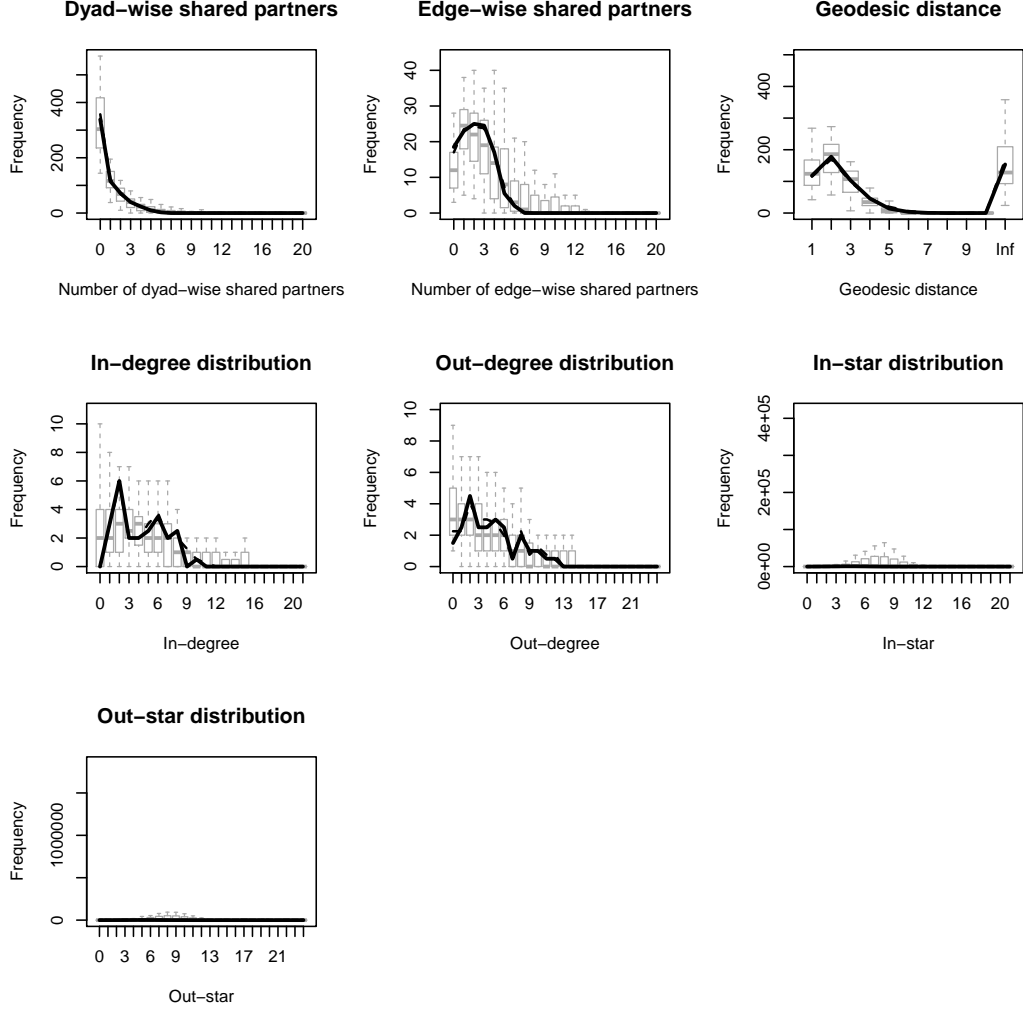 Dyad−wise shared partners
Frequency
0 200 400
0 3 6 9 12 16 20
Number of dyad−wise shared partners
Edge−wise shared partners
Frequency
0 10 20 30 40
0 3 6 9 12 16 20
Number of edge−wise shared partners
Geodesic distance
Frequency
0 200 400
1 3 5 7 9 Inf
Geodesic distance
In−degree distribution
Frequency
0 2 4 6 8 10
0 3 6 9 12 16 20
In−degree
Out−degree distribution
Frequency
0 2 4 6 8 10
0 3 6 9 13 17 21
Out−degree
In−star distribution
Frequency
0e+00 2e+05 4e+05
0 3 6 9 12 16 20
In−star
Out−star distribution
Frequency
0 1000000
0 3 6 9 13 17 21
Out−star